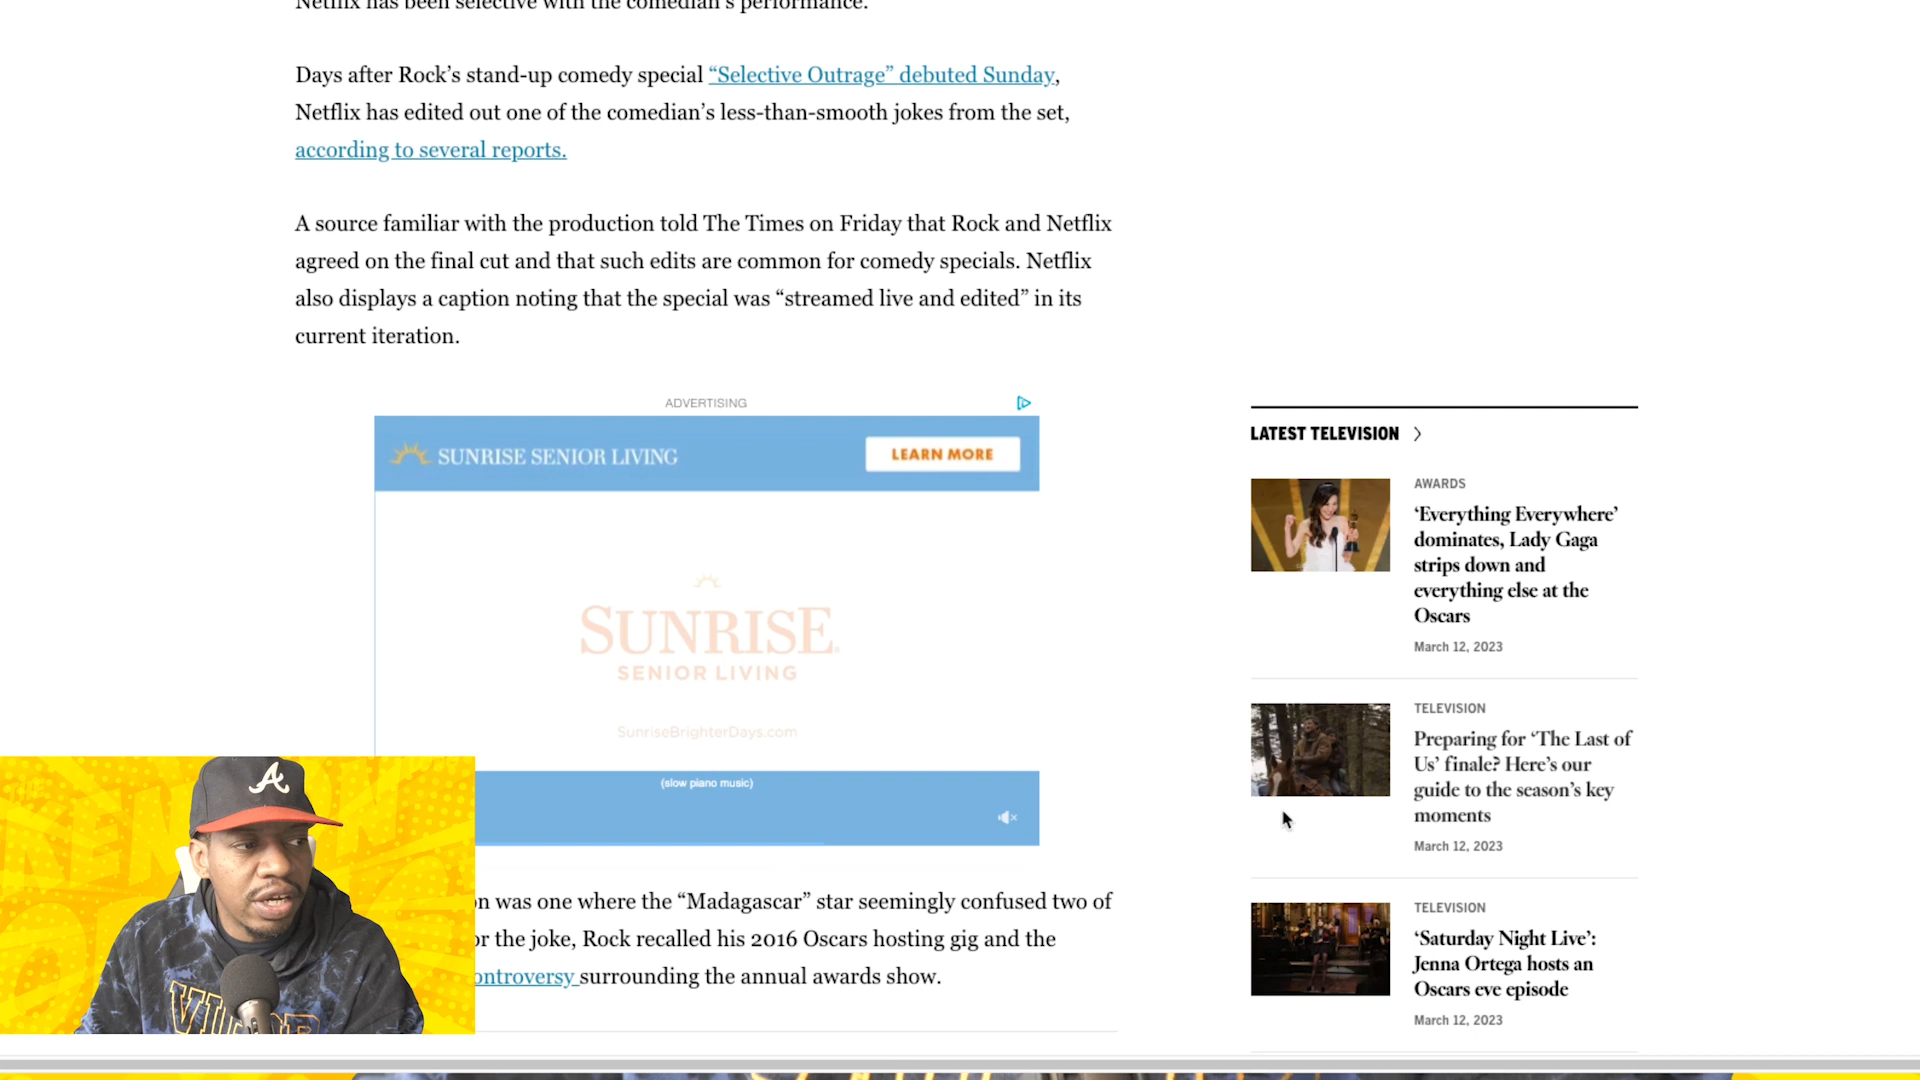 Netflix has been selective with the comedian's performance.
Days after Rock’s stand-up comedy special “Selective Outrage” debuted Sunday,
Netflix has edited out one of the comedian’s less-than-smooth jokes from the set,
according to several reports.
A source familiar with the production told The Times on Friday that Rock and Netflix
agreed on the final cut and that such edits are common for comedy specials. Netflix
also displays a caption noting that the special was “streamed live and edited” in its
current iteration.
ADVERTISING
SUNRISE SENIOR LIVING
LEARN MORE
SUNRISE
SENIOR LIVING
SunriseBrighterDays.com
(slow piano music)
was one where the “Madagascar” star seemingly confused two of
the joke, Rock recalled his 2016 Oscars hosting gig and the
ontroversy surrounding the annual awards show.
A
LATEST TELEVISION
AWARDS
‘Everything Everywhere’
dominates, Lady Gaga
strips down and
everything else at the
Oscars
March 12, 2023
TELEVISION
Preparing for ‘The Last of
Us’ finale? Here’s our
guide to the season’s key
moments
March 12, 2023
TELEVISION
‘Saturday Night Live’:
Jenna Ortega hosts an
Oscars eve episode
March 12, 2023